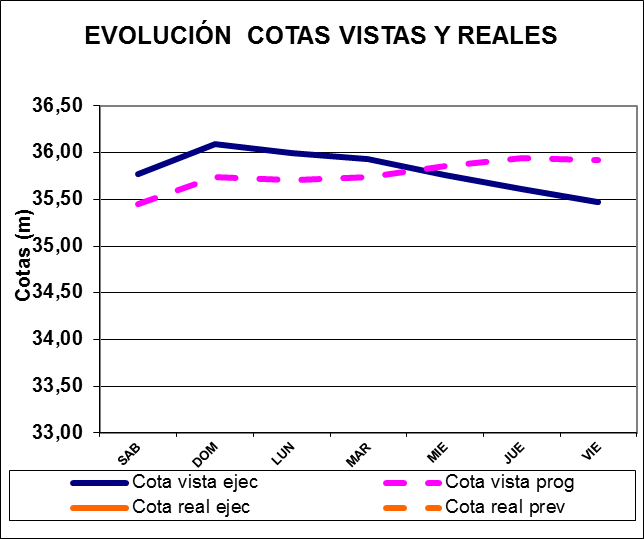 EVOLUCIÓN  COTAS VISTAS Y REALES
Cotas (m)
36,50
36,00
35,50
35,00
34,50
34,00
33,50
33,00
SAB DOM LUN MAR MIE JUE VIE
Cota vista ejec Cota vista prog
Cota real ejec Cota real prev